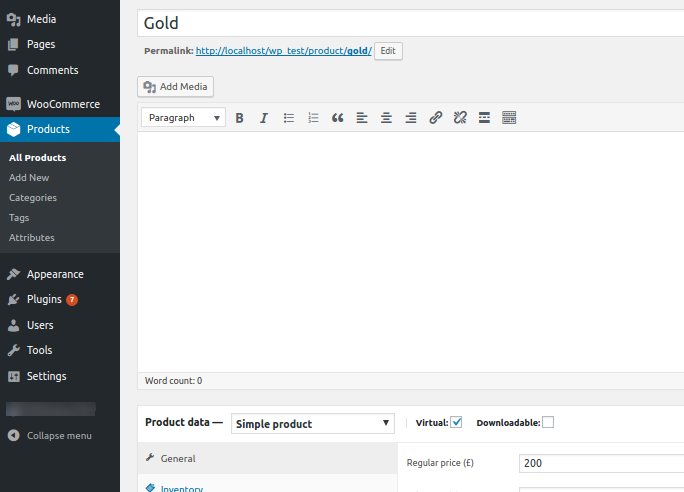 Media
Pages
Comments
WOO WooCommerce
Products
All Products
Add New
Categories
Tags
Attributes
Appearance
Plugins 7
Users
Tools
Settings
Collapse menu
Gold
Permalink: http://localhost/wp_test/product/gold/ Edit
Add Media
Paragraph
Word count: 0
Product data — Simple product Virtual: Downloadable:
General
Inventory
Regular price (£) 200